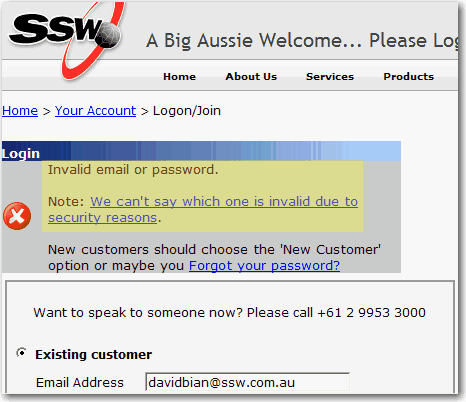 SSW
A Big Aussie Welcome... Please Log
Home About Us Services Products
Home > Your Account > Logon/Join
Login
Invalid email or password.
Note: We can't say which one is invalid due to
security reasons.
New customers should choose the 'New Customer'
option or maybe you Forgot your password?
Want to speak to someone now? Please call +61 2 9953 3000
Existing customer
Email Address davidbian@ssw.com.au